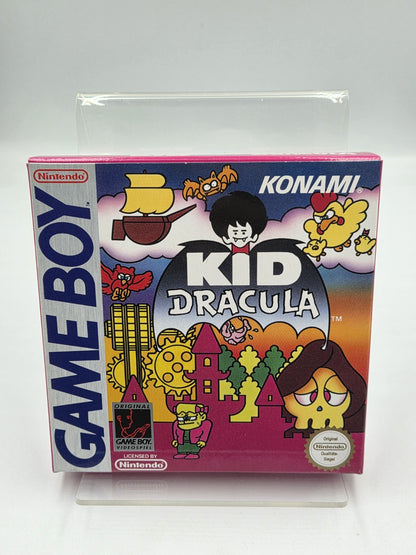 Nintendo
GAME BOY
KONAMI
KID
DRACULA
TM
ORIGINAL
GAME BOY
VIDEOSPIEL
LICENSED BY
Nintendo
Original
Nintendo
Qualitäts-
Siegel